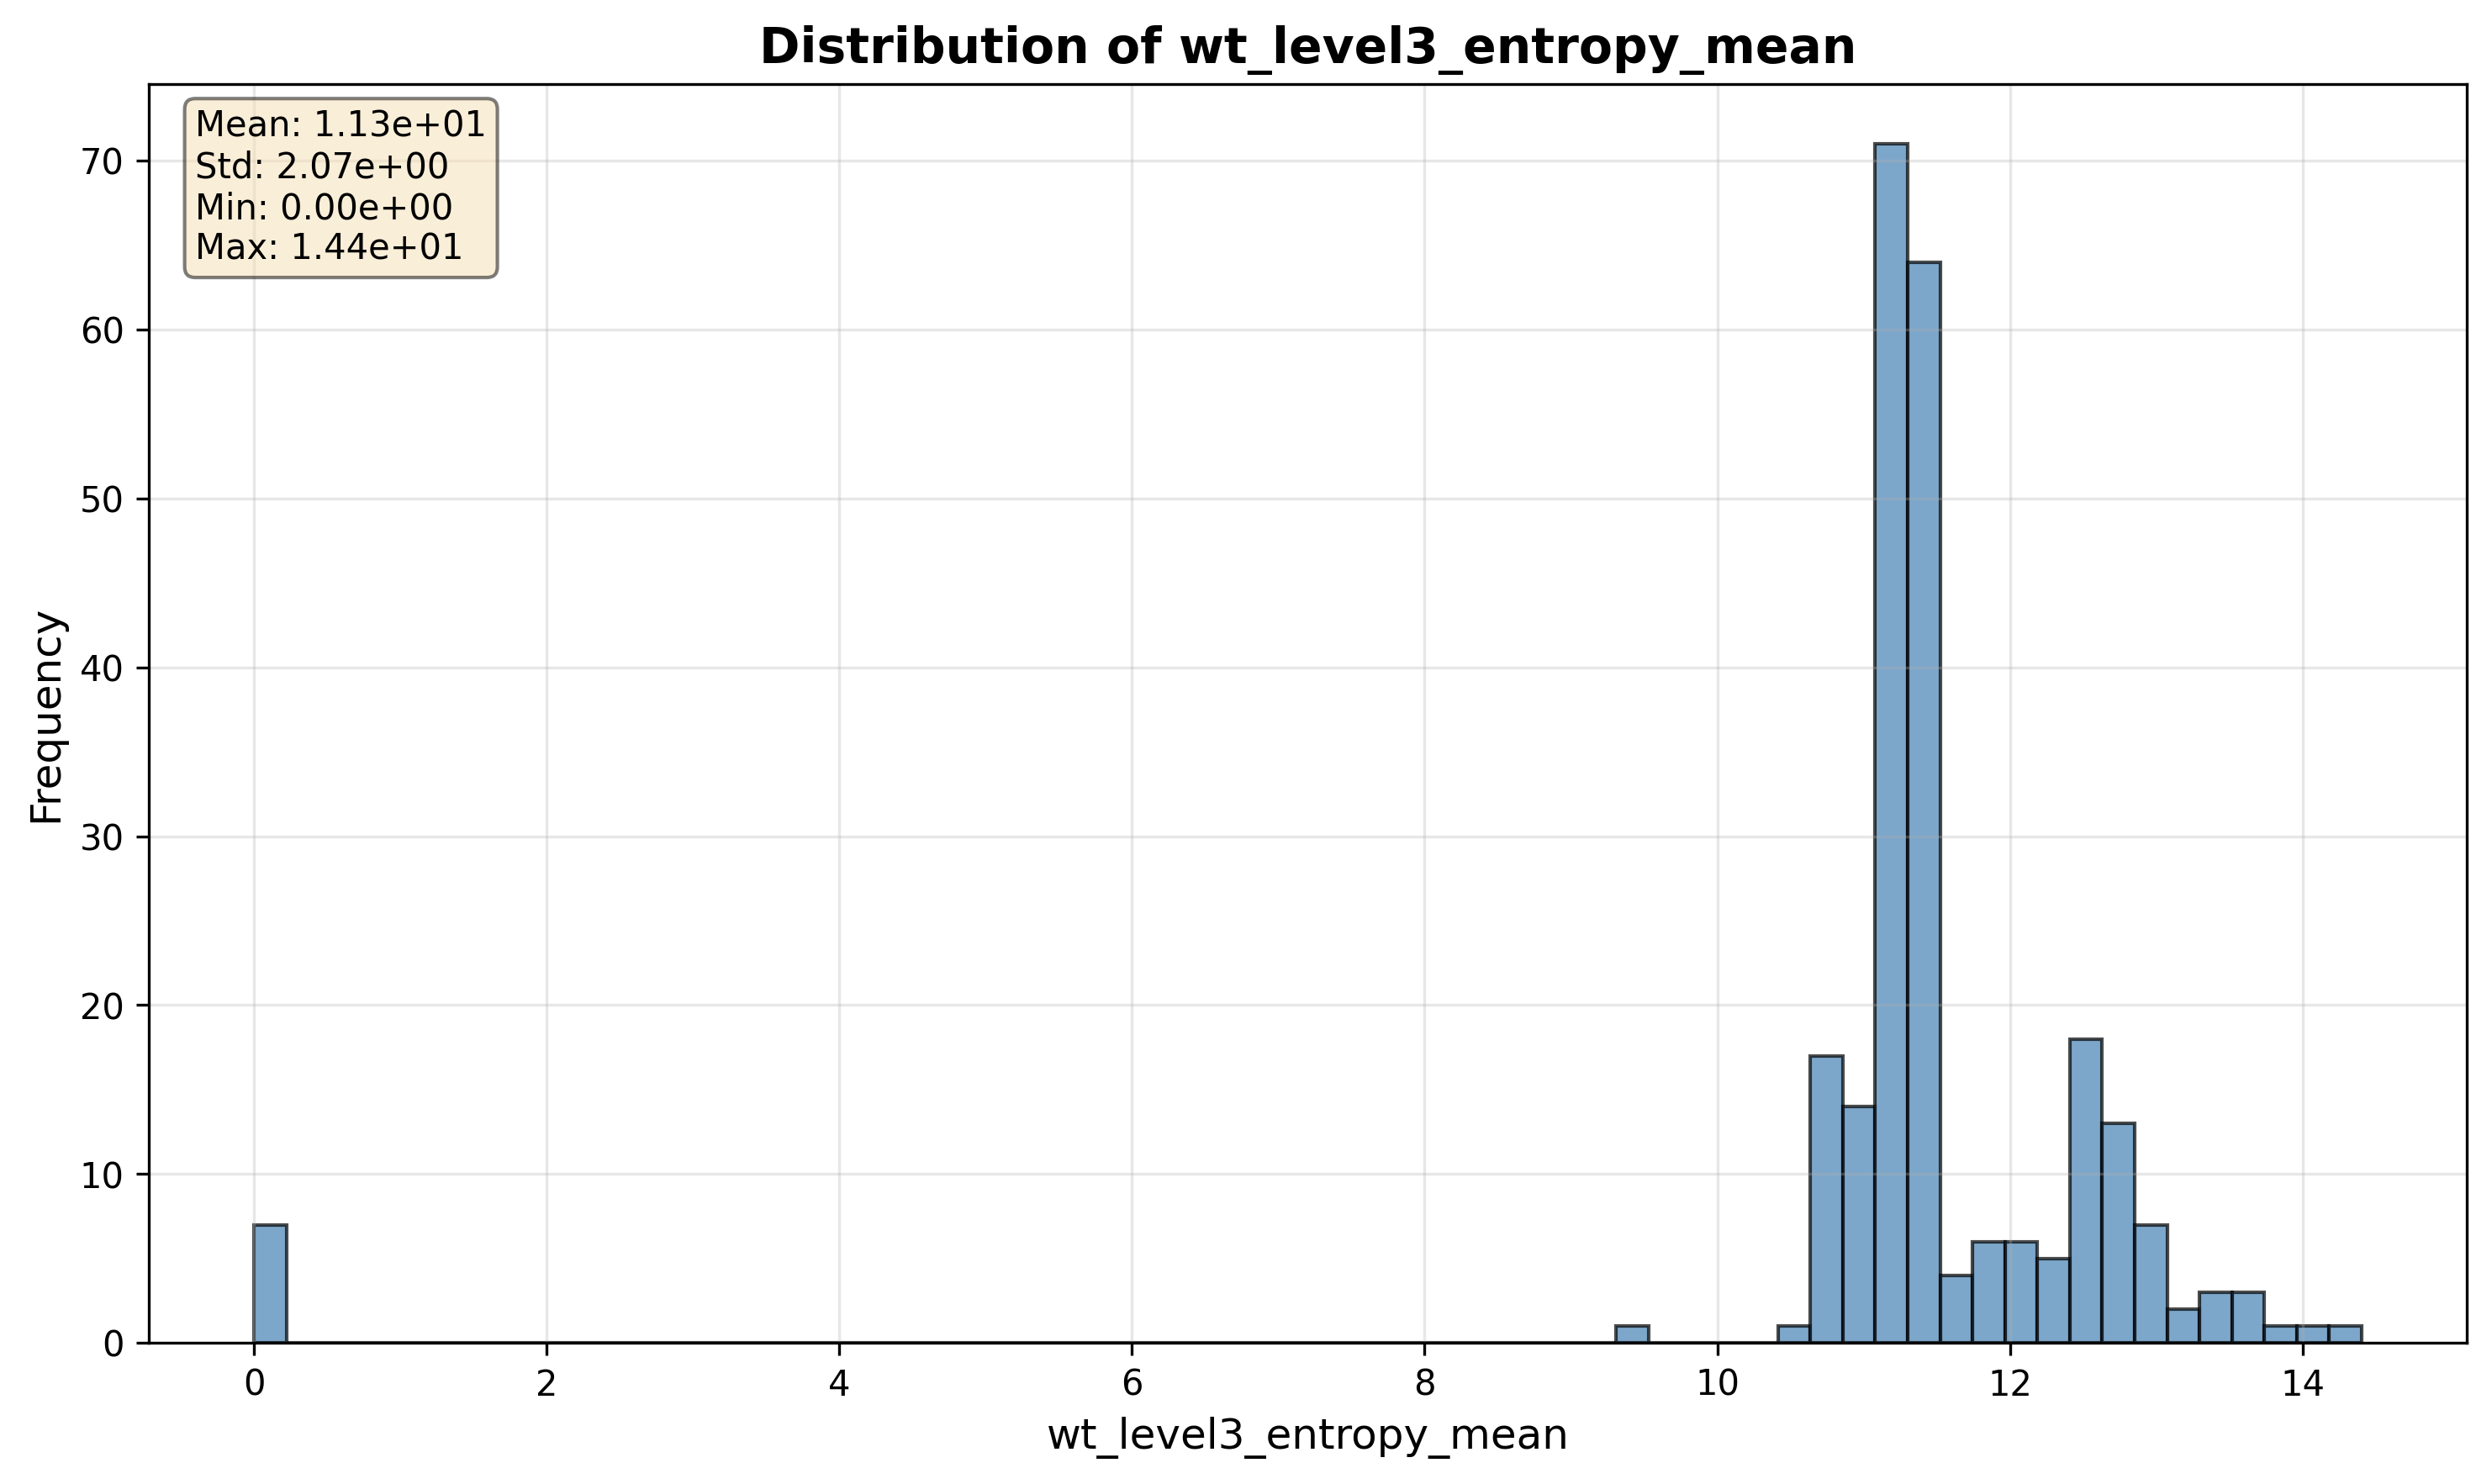 Distribution of wt_level3_entropy_mean
Mean: 1.13e+01
Std: 2.07e+00
Min: 0.00e+00
Max: 1.44e+01
70
60
50
40
30
20
10
0
Frequency
0 2 4 6 8 10 12 14
wt_level3_entropy_mean